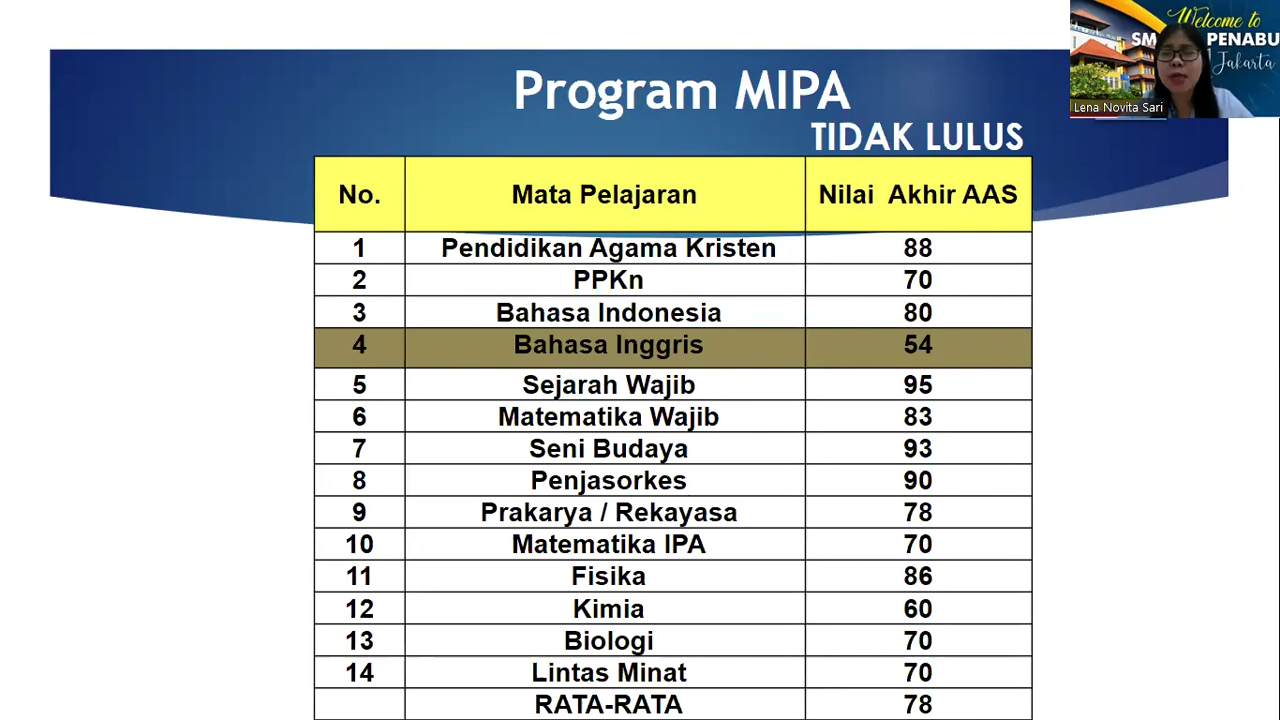 Program MIPA
TIDAK LULUS
Welcome to
PENABU
Jakarta
Lena Novita Sari
No. Mata Pelajaran Nilai Akhir AAS
1 Pendidikan Agama Kristen 88
2 PPKn 70
3 Bahasa Indonesia 80
4 Bahasa Inggris 54
5 Sejarah Wajib 95
6 Matematika Wajib 83
7 Seni Budaya 93
8 Penjasorkes 90
9 Prakarya / Rekayasa 78
10 Matematika IPA 70
11 Fisika 86
12 Kimia 60
13 Biologi 70
14 Lintas Minat 70
RATA-RATA 78